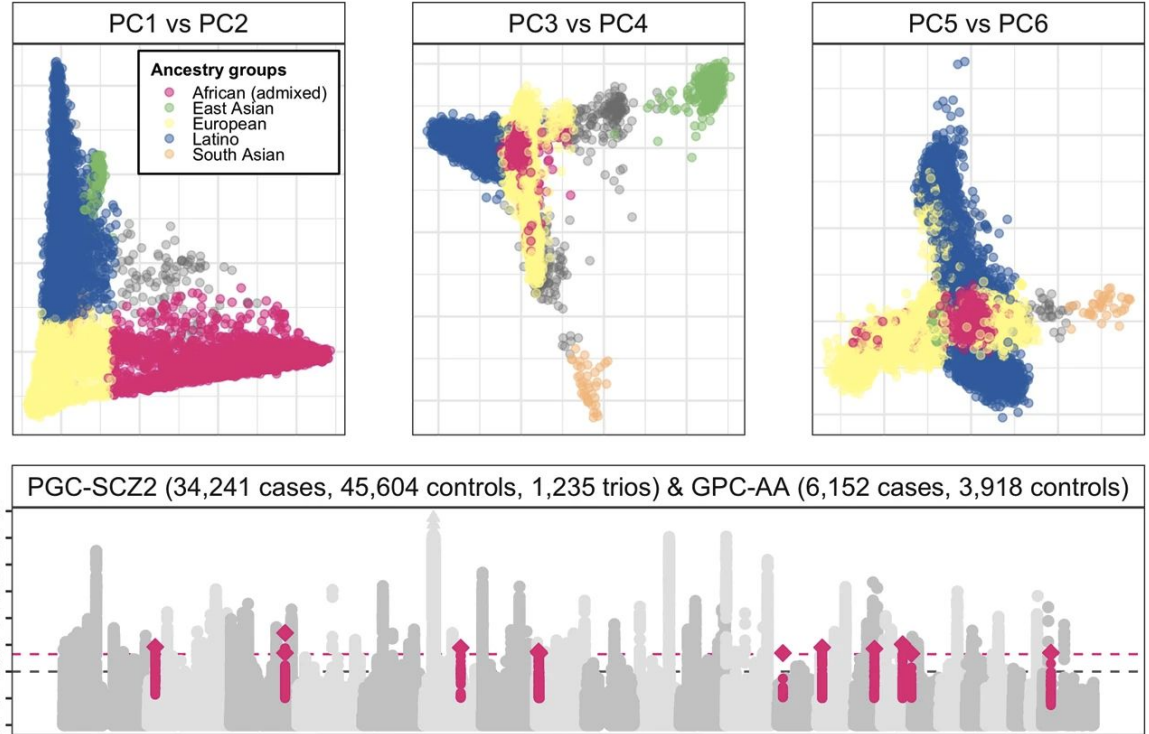 PC1 vs PC2
Ancestry groups
African (admixed)
East Asian
European
Latino
South Asian
PC3 vs PC4
PC5 vs PC6
PGC-SCZ2 (34,241 cases, 45,604 controls, 1,235 trios) & GPC-AA (6,152 cases, 3,918 controls)